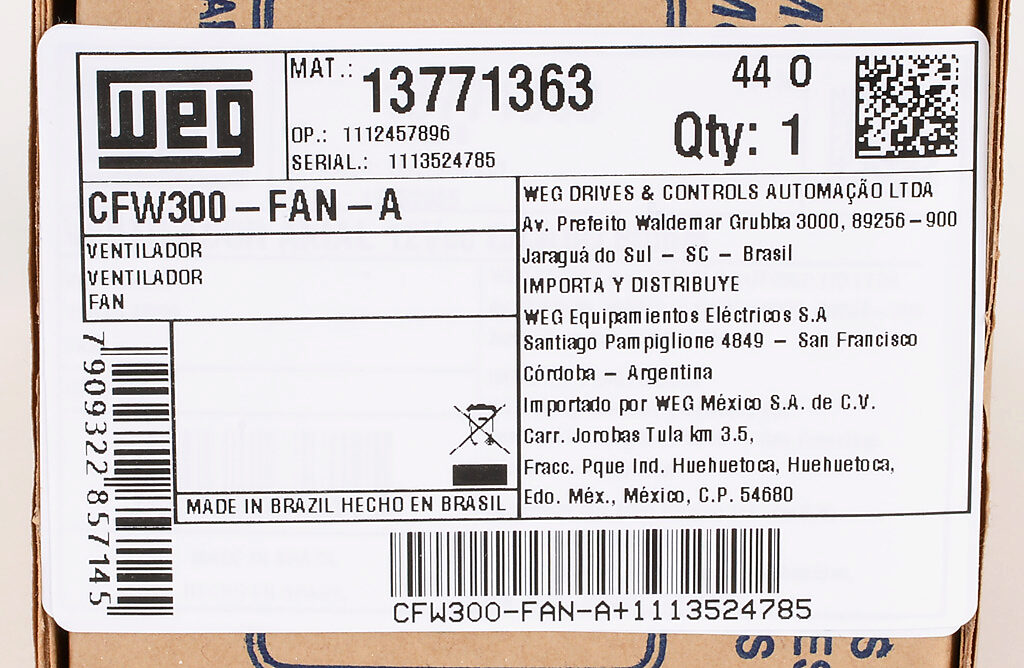 WEG
MAT.: 13771363
44 0
OP.: 1112457896
SERIAL.: 1113524785
Qty: 1
CFW300-FAN-A
VENTILADOR
VENTILADOR
FAN
WEG DRIVES & CONTROLS AUTOMAÇÃO LTDA
Av. Prefeito Waldemar Grubba 3000, 89256-900
Jaraguá do Sul - SC - Brasil
IMPORTA Y DISTRIBUYE
WEG Equipamientos Eléctricos S.A
Santiago Pampiglione 4849 - San Francisco
Córdoba - Argentina
Importado por WEG México S.A. de C.V.
Carr. Jorobas Tula km 3.5,
Fracc. Pque Ind. Huehuetoca, Huehuetoca,
Edo. Méx., México, C.P. 54680
MADE IN BRAZIL HECHO EN BRASIL
7909322857145
CFW300-FAN-A+1113524785